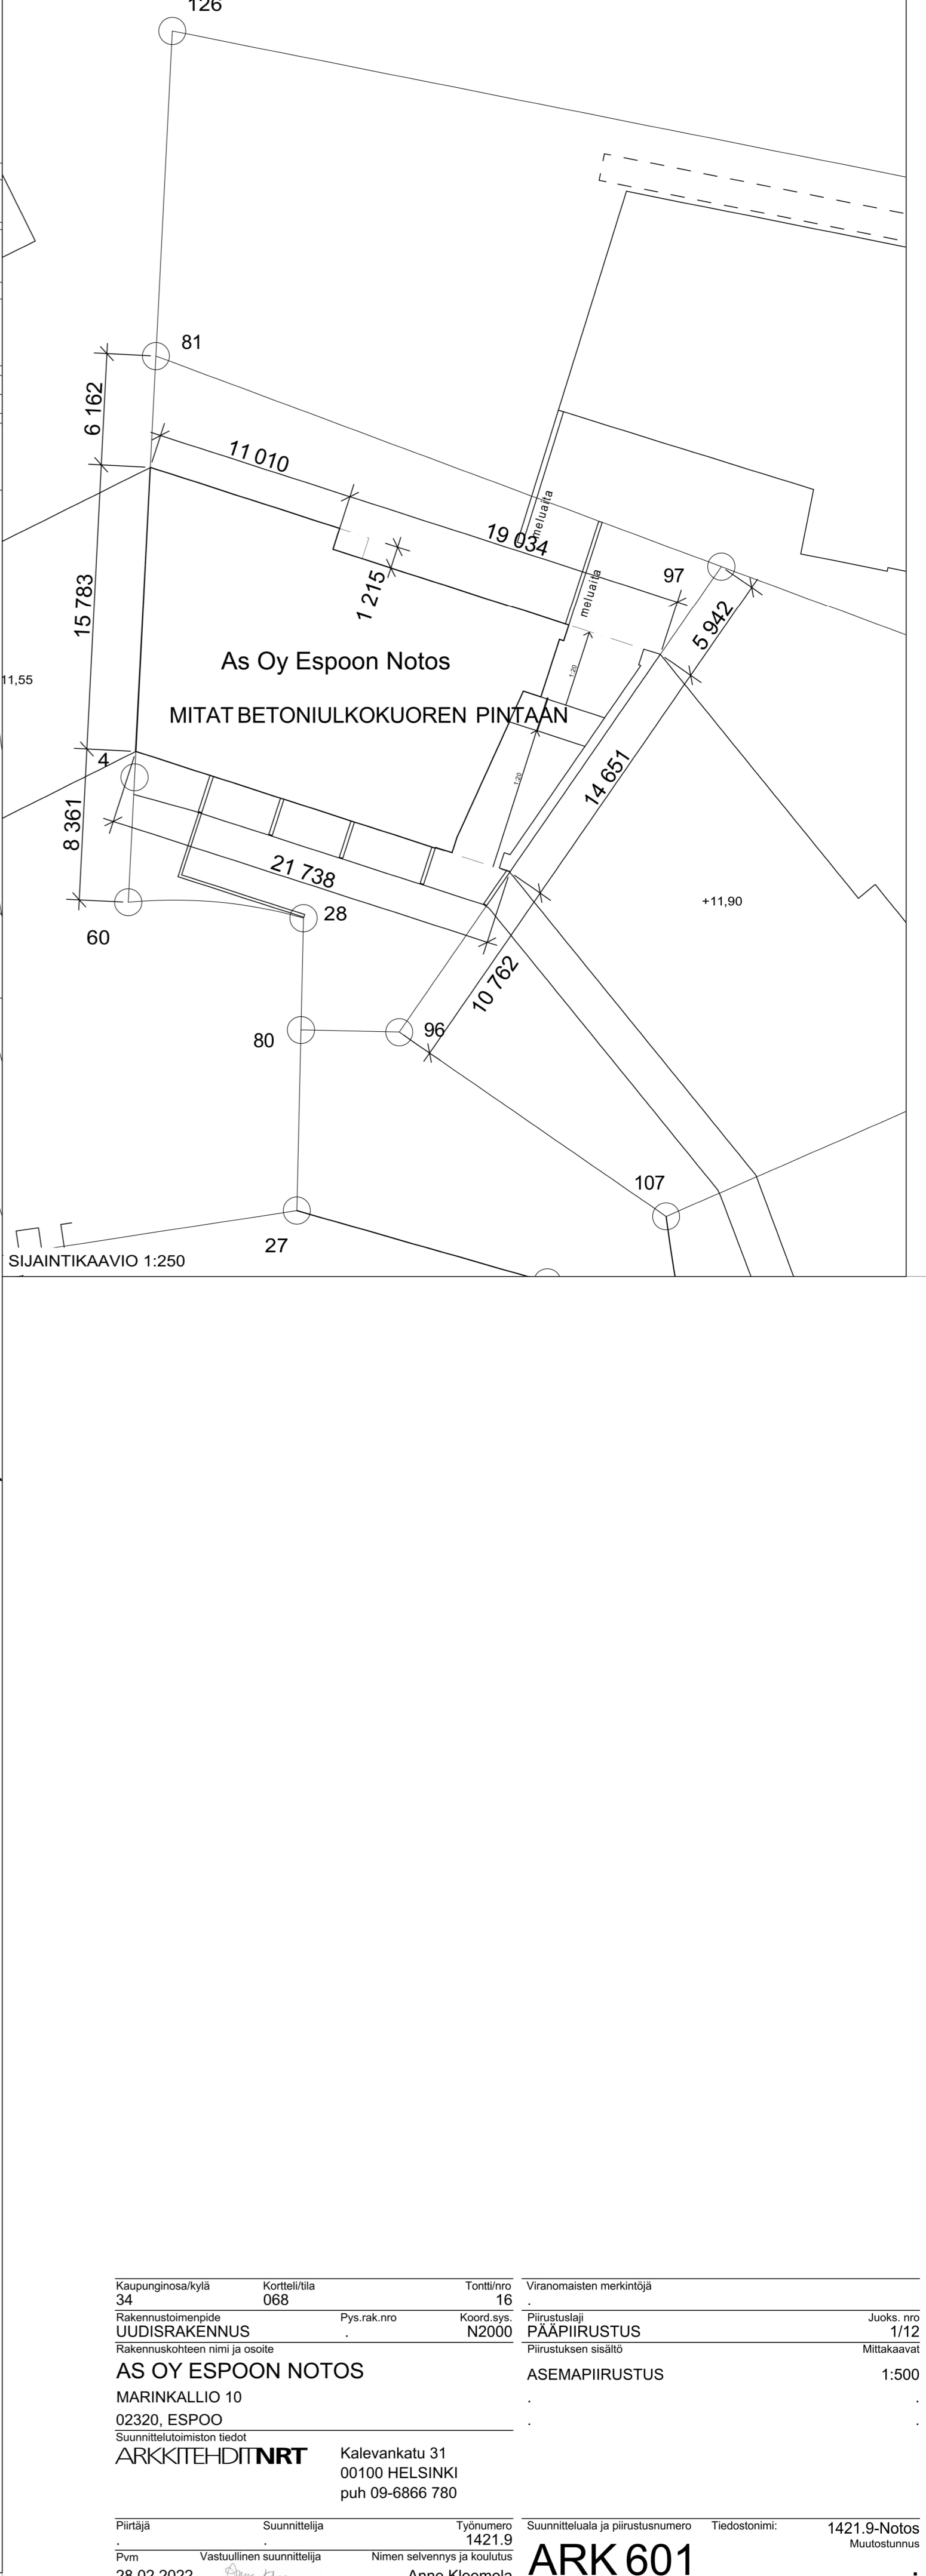 126
81
6 162
11 010
19 034
meluaita
meluaita
97
5 942
1 215
15 783
As Oy Espoon Notos
11,55
MITAT BETONIULKOKUOREN PINTAAN
1:20
1:20
4
14 651
8 361
21 738
+11,90
28
60
10 762
96
80
107
27
SIJAINTIKAAVIO 1:250
Kaupunginosa/kylä Kortteli/tila Tontti/nro Viranomaisten merkintöjä
34 068 16 .
Rakennustoimenpide Pys.rak.nro Koord.sys. Piirustuslaji Juoks. nro
UUDISRAKENNUS . N2000 PÄÄPIIRUSTUS 1/12
Rakennuskohteen nimi ja osoite Piirustuksen sisältö Mittakaavat
AS OY ESPOON NOTOS ASEMAPIIRUSTUS 1:500
MARINKALLIO 10 . .
02320, ESPOO . .
Suunnittelutoimiston tiedot
ARKKITEHDITNRT Kalevankatu 31
00100 HELSINKI
puh 09-6866 780
Piirtäjä Suunnittelija Työnumero Suunnitteluala ja piirustusnumero Tiedostonimi: 1421.9-Notos
. . 1421.9 ARK 601 Muutostunnus
Pvm Vastuullinen suunnittelija Nimen selvennys ja koulutus .
28.02.2022 Anne Kleemola